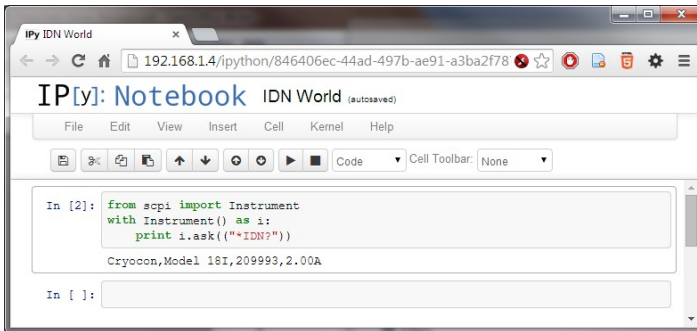 IPy IDN World
192.168.1.4/ipython/846406ec-44ad-497b-ae91-a3ba2f78
IP[y]: Notebook IDN World (autosaved)
File Edit View Insert Cell Kernel Help
Code Cell Toolbar: None
In [2]: from scpi import Instrument
with Instrument() as i:
print i.ask(("*IDN?"))
Cryocon,Model 18I,209993,2.00A
In [ ]: